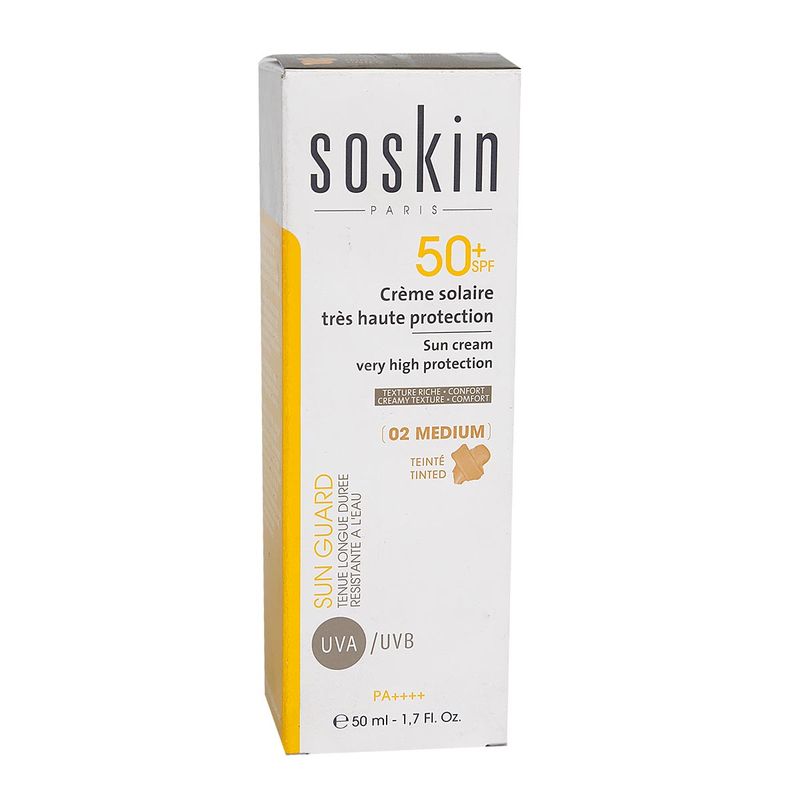 soskin
PARIS
50+
SPF
Crème solaire
très haute protection
Sun cream
very high protection
TEXTURE RICHE • CONFORT
CREAMY TEXTURE • COMFORT
(02 MEDIUM)
TEINTÉ
TINTED
SUN GUARD
TENUE LONGUE DUREE
RESISTANTE A L'EAU
UVA/UVB
PA++++
℮ 50 ml - 1,7 Fl. Oz.